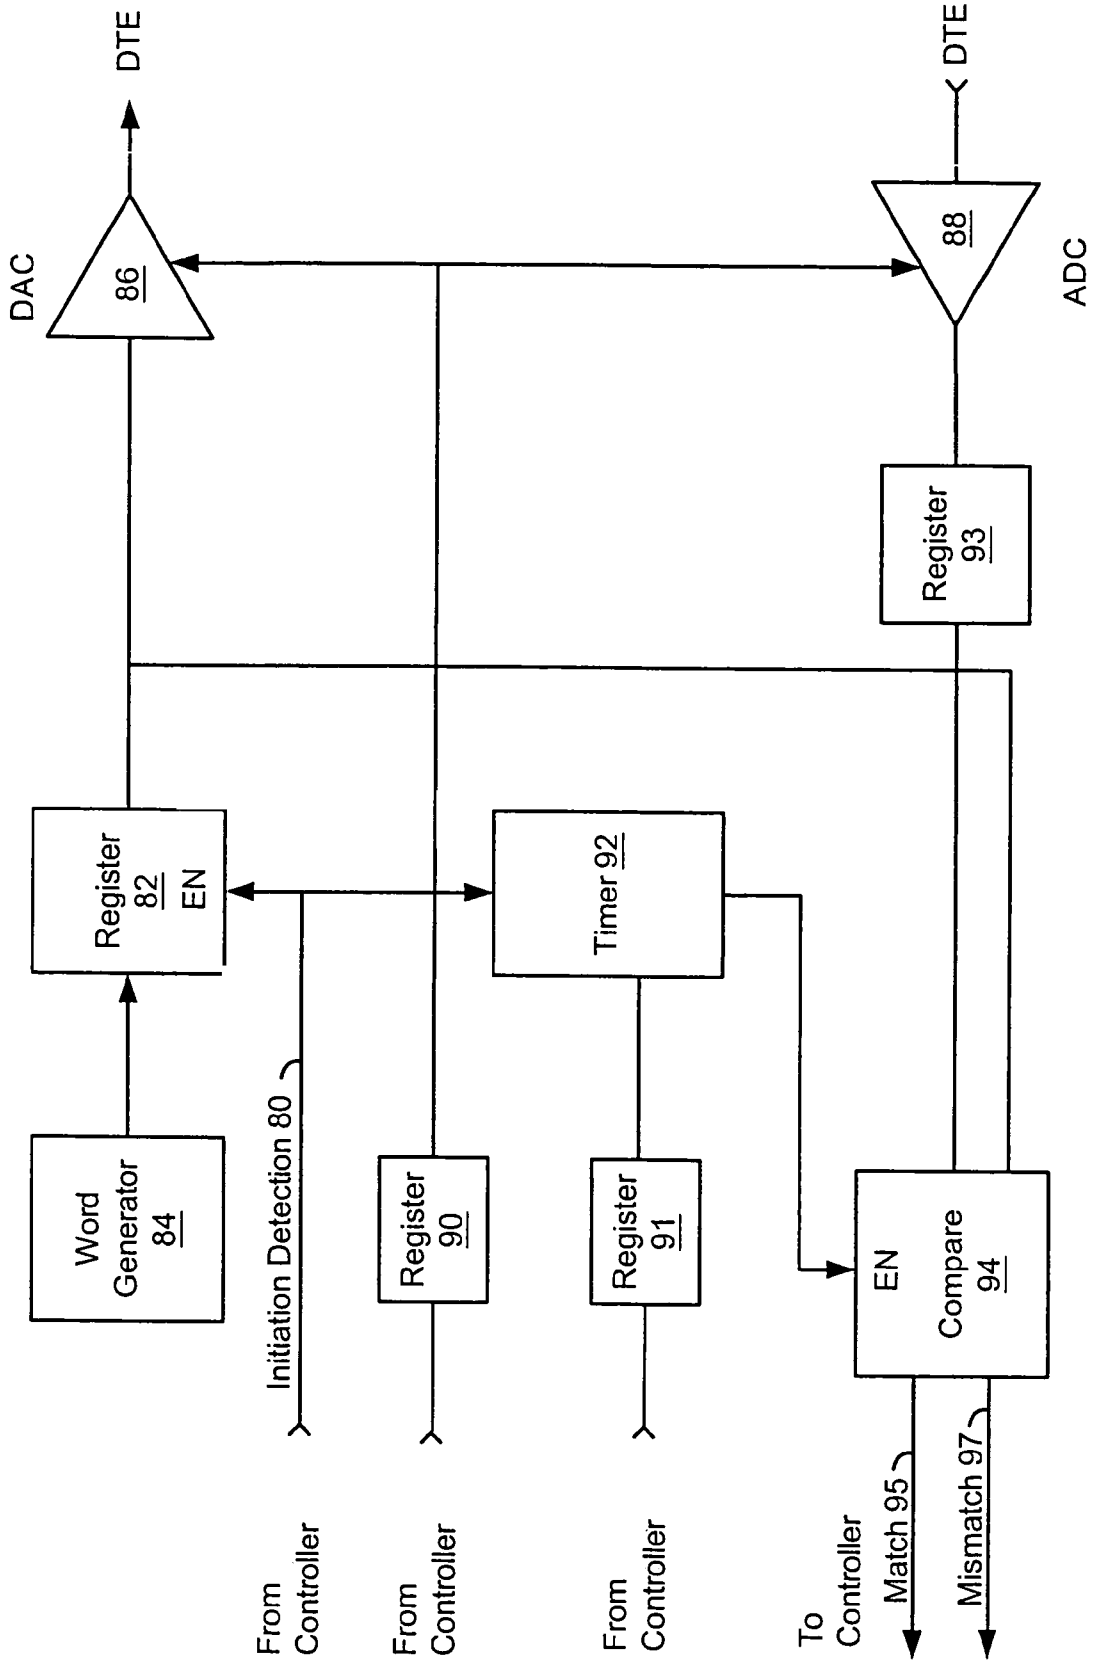 DAC
86
DTE
Register
82
EN
Word
Generator
84
Initiation Detection 80
From
Controller
Register
90
From
Controller
Timer 92
Register
91
From
Controller
DTE
88
ADC
Register
93
EN
Compare
94
To
Controller
Match 95
Mismatch 97